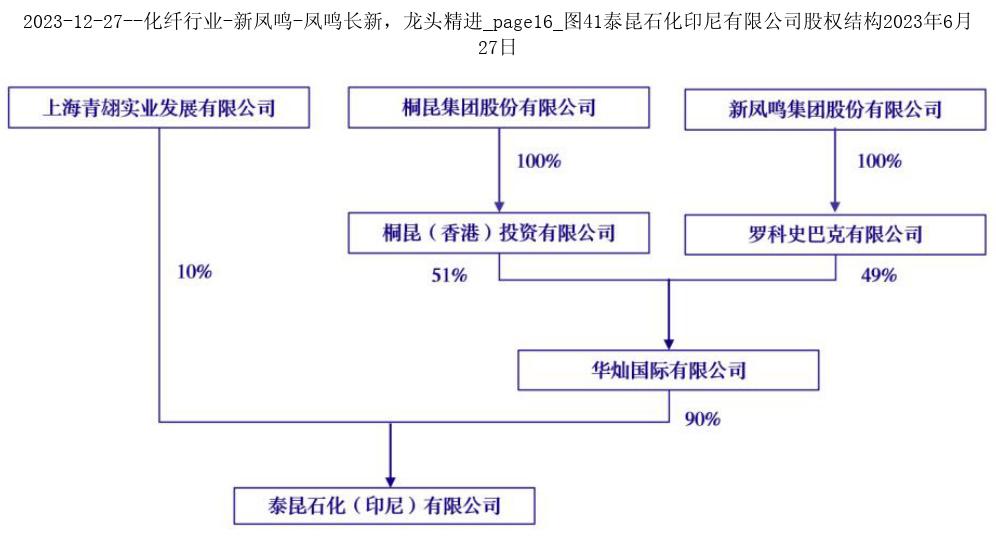 2023-12-27--化纤行业-新凤鸣-凤鸣长新，龙头精进_page16_图41泰昆石化印尼有限公司股权结构2023年6月
27日
上海青翃实业发展有限公司
桐昆集团股份有限公司
新凤鸣集团股份有限公司
100%
100%
桐昆（香港）投资有限公司
罗科史巴克有限公司
10%
51%
49%
华灿国际有限公司
90%
泰昆石化（印尼）有限公司